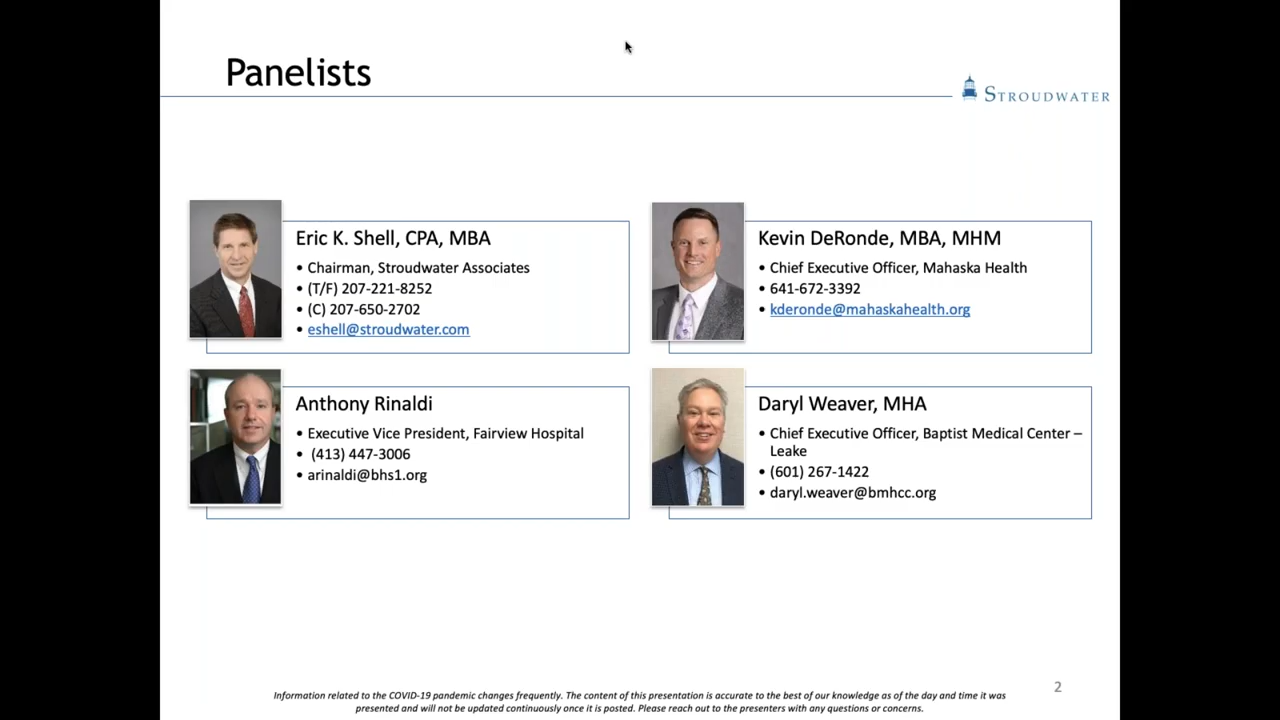 Panelists
STROUDWATER
Eric K. Shell, CPA, MBA
• Chairman, Stroudwater Associates
• (T/F) 207-221-8252
• (C) 207-650-2702
• eshell@stroudwater.com
Kevin DeRonde, MBA, MHM
• Chief Executive Officer, Mahaska Health
• 641-672-3392
• kderonde@mahaskahealth.org
Anthony Rinaldi
• Executive Vice President, Fairview Hospital
• (413) 447-3006
• arinaldi@bhs1.org
Daryl Weaver, MHA
• Chief Executive Officer, Baptist Medical Center –
Leake
• (601) 267-1422
• daryl.weaver@bmhcc.org
Information related to the COVID-19 pandemic changes frequently. The content of this presentation is accurate to the best of our knowledge as of the day and time it was
presented and will not be updated continuously once it is posted. Please reach out to the presenters with any questions or concerns.
2